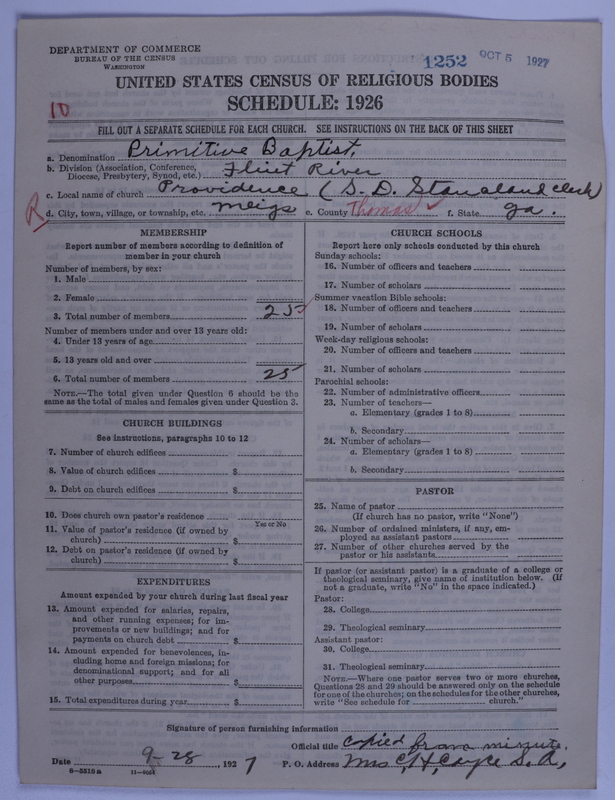 DEPARTMENT OF COMMERCE
BUREAU OF THE CENSUS
WASHINGTON
1252 OCT 5 1927
UNITED STATES CENSUS OF RELIGIOUS BODIES
SCHEDULE: 1926
10
FILL OUT A SEPARATE SCHEDULE FOR EACH CHURCH. SEE INSTRUCTIONS ON THE BACK OF THIS SHEET
a. Denomination Primitive Baptist,
b. Division (Association, Conference, Diocese, Presbytery, Synod, etc.) Flint River
c. Local name of church Providence (S. D. Standland clerk)
R d. City, town, village, or township, etc. Meigs e. County Thomas ✓ f. State Ga.
MEMBERSHIP
Report number of members according to definition of
member in your church
Number of members, by sex:
1. Male
2. Female
3. Total number of members 25
Number of members under and over 13 years old:
4. Under 13 years of age
5. 13 years old and over
6. Total number of members 25
NOTE.—The total given under Question 6 should be the
same as the total of males and females given under Question 3.
CHURCH BUILDINGS
See instructions, paragraphs 10 to 12
7. Number of church edifices
8. Value of church edifices $
9. Debt on church edifices $
10. Does church own pastor's residence
Yes or No
11. Value of pastor's residence (if owned by
church) $
12. Debt on pastor's residence (if owned by
church) $
EXPENDITURES
Amount expended by your church during last fiscal year
13. Amount expended for salaries, repairs,
and other running expenses; for im-
provements or new buildings; and for
payments on church debt $
14. Amount expended for benevolences, in-
cluding home and foreign missions; for
denominational support; and for all
other purposes $
15. Total expenditures during year $
CHURCH SCHOOLS
Report here only schools conducted by this church
Sunday schools:
16. Number of officers and teachers
17. Number of scholars
Summer vacation Bible schools:
18. Number of officers and teachers
19. Number of scholars
Week-day religious schools:
20. Number of officers and teachers
21. Number of scholars
Parochial schools:
22. Number of administrative officers
23. Number of teachers—
a. Elementary (grades 1 to 8)
b. Secondary
24. Number of scholars—
a. Elementary (grades 1 to 8)
b. Secondary
PASTOR
25. Name of pastor
(If church has no pastor, write "None")
26. Number of ordained ministers, if any, em-
ployed as assistant pastors
27. Number of other churches served by the
pastor or his assistants
If pastor (or assistant pastor) is a graduate of a college or
theological seminary, give name of institution below. (If
not a graduate, write "No" in the space indicated.)
Pastor:
28. College
29. Theological seminary
Assistant pastor:
30. College
31. Theological seminary
NOTE.—Where one pastor serves two or more churches,
Questions 28 and 29 should be answered only on the schedule
for one of the churches; on the schedules for the other churches,
write "See schedule for church."
Signature of person furnishing information
Official title Copied from minute.
Date 9-28 1927 P. O. Address Mrs C, H, Cayce S. A,
8-5510a